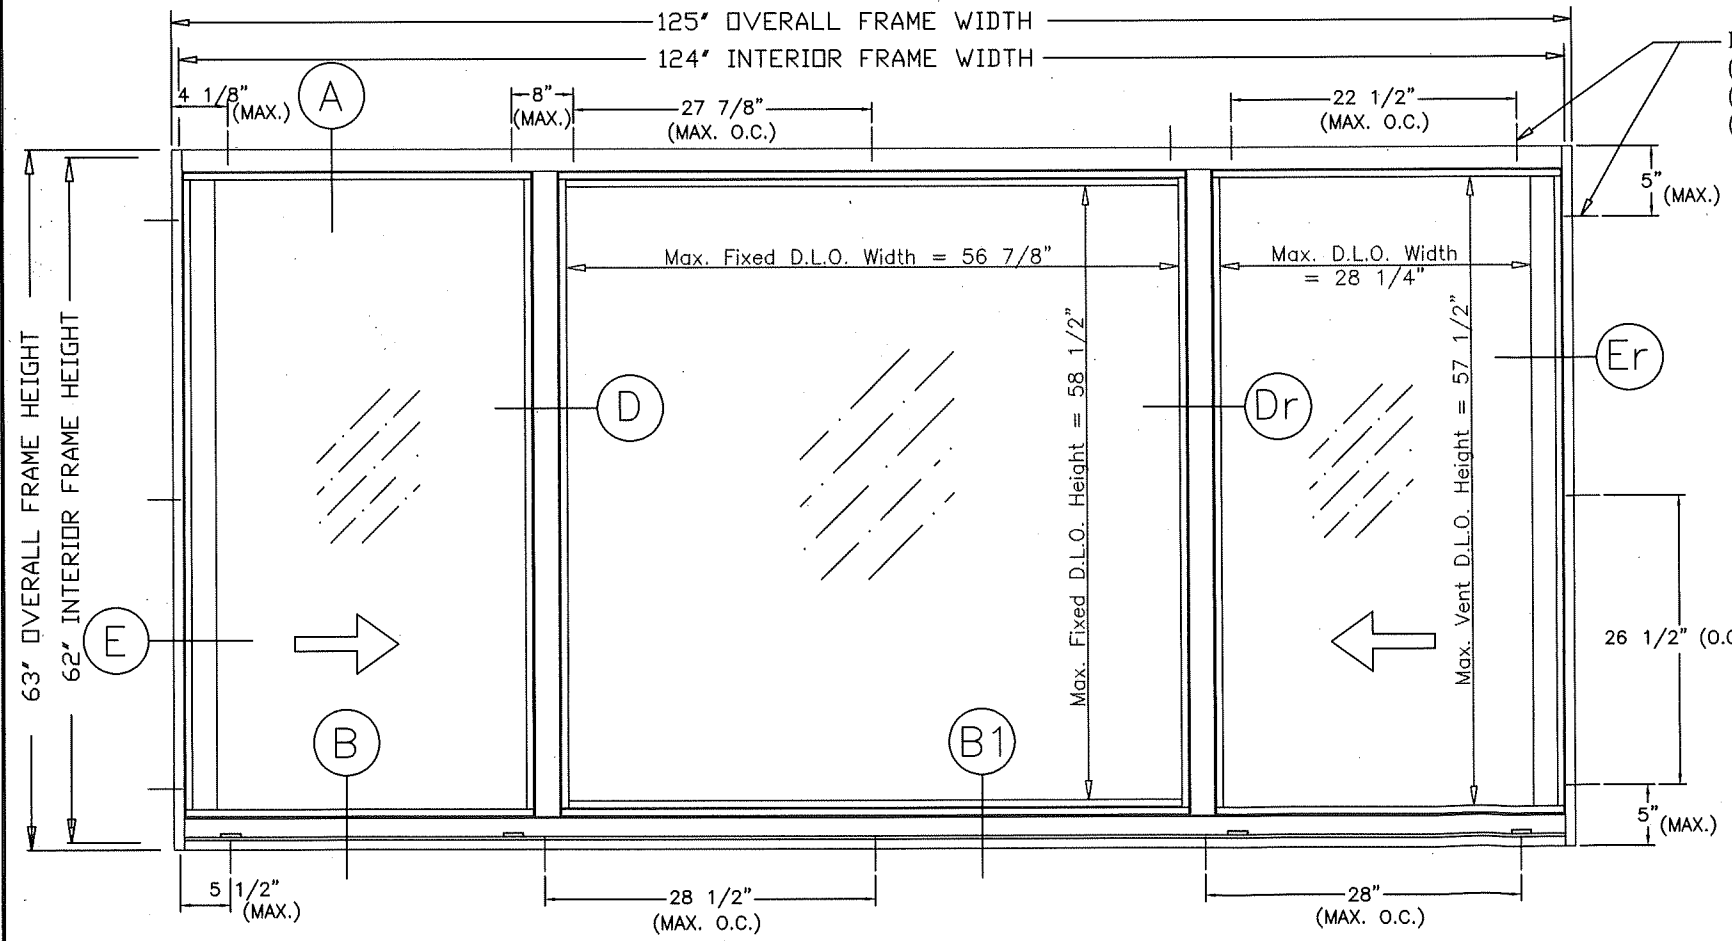 125" OVERALL FRAME WIDTH
124" INTERIOR FRAME WIDTH
4 1/8"
(MAX.)
A
8"
(MAX.)
27 7/8"
(MAX. O.C.)
22 1/2"
(MAX. O.C.)
5"
(MAX.)
63" OVERALL FRAME HEIGHT
62" INTERIOR FRAME HEIGHT
Max. Fixed D.L.O. Width = 56 7/8"
Max. D.L.O. Width
= 28 1/4"
Max. Fixed D.L.O. Height = 58 1/2"
Max. Vent D.L.O. Height = 57 1/2"
D
Dr
Er
E
B
B1
26 1/2" (O.C
5"
(MAX.)
5 1/2"
(MAX.)
28 1/2"
(MAX. O.C.)
28"
(MAX. O.C.)